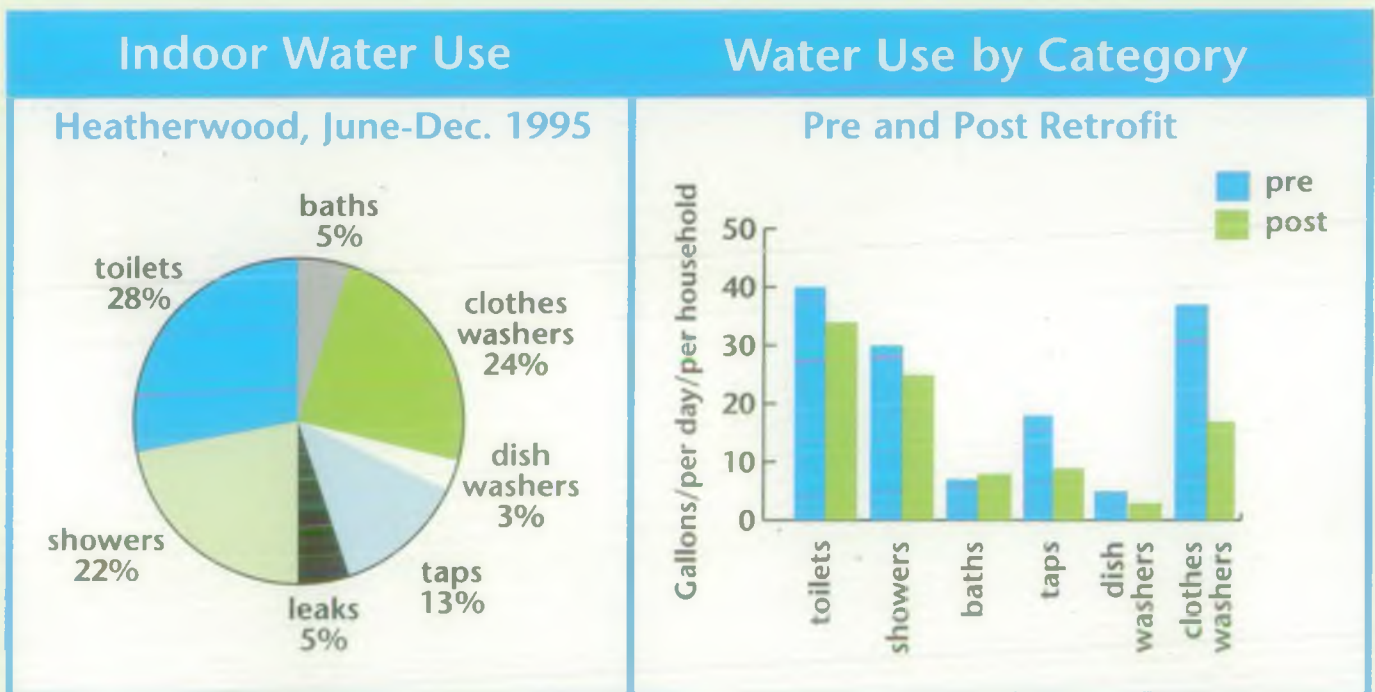 Indoor Water Use
Heatherwood, June-Dec. 1995
baths
5%
toilets
28%
clothes
washers
24%
dish
washers
3%
taps
13%
leaks
5%
showers
22%
Water Use by Category
Pre and Post Retrofit
pre
post
Gallons/per day/per household
50
40
30
20
10
0
toilets
showers
baths
taps
dish
washers
clothes
washers